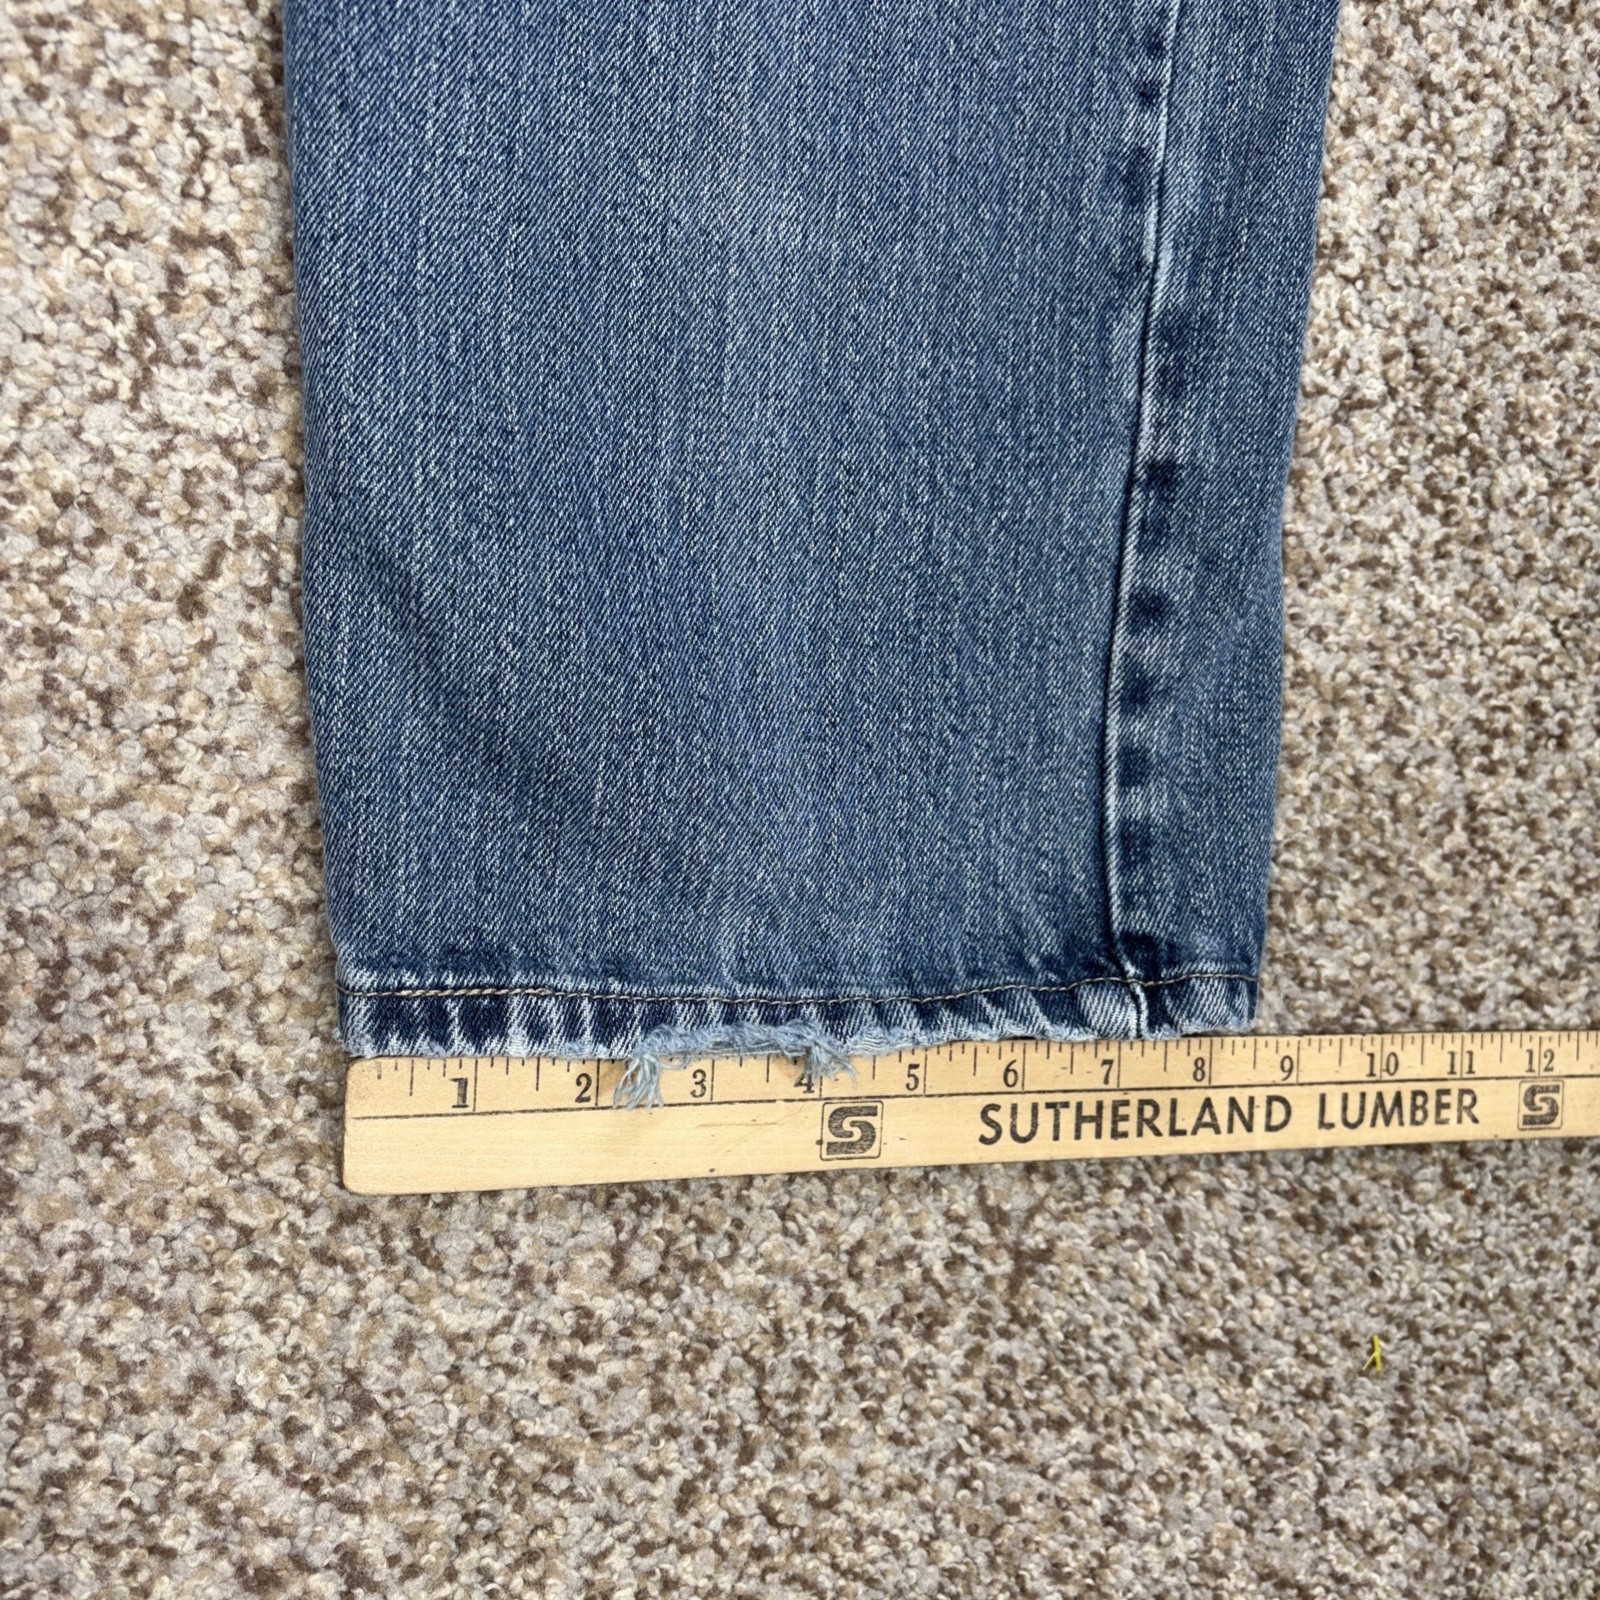 1 2 3 4 5 6 7 8 9 10 11 12
S SUTHERLAND LUMBER S